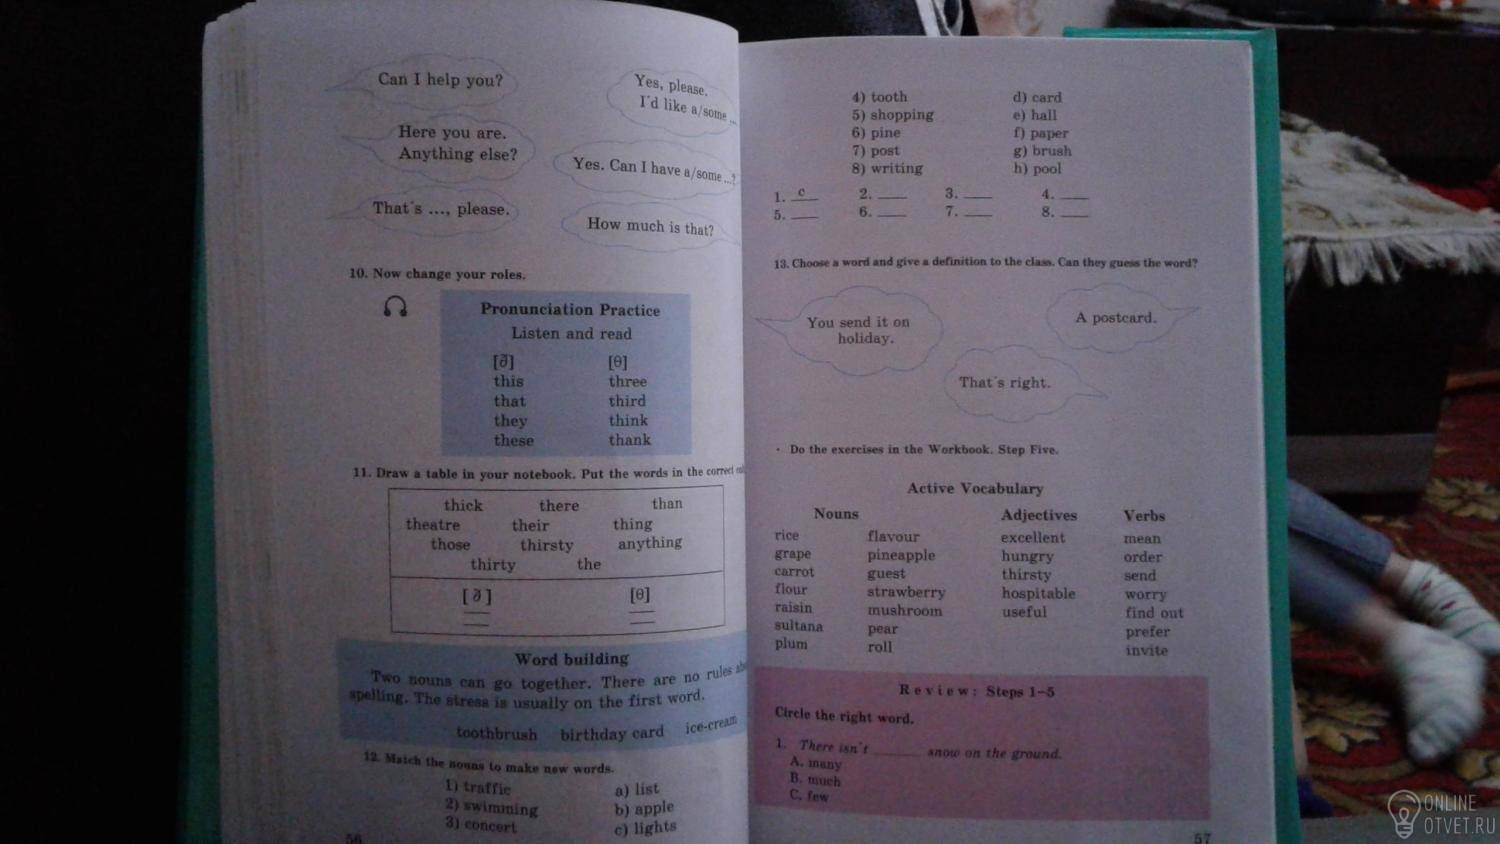 Can I help you?
Yes, please.
I'd like a/some ...
Here you are.
Anything else?
Yes. Can I have a/some ...?
That's ..., please.
How much is that?
10. Now change your roles.
Pronunciation Practice
Listen and read
[ð] [θ]
this three
that third
they think
these thank
11. Draw a table in your notebook. Put the words in the correct
thick there than
theatre their thing
those thirsty anything
thirty the
[ð] [θ]
Word building
Two nouns can go together. There are no rules
spelling. The stress is usually on the first word.
toothbrush birthday card ice-cream
12. Match the nouns to make new words.
1) traffic a) list
2) swimming b) apple
3) concert c) lights
56
4) tooth d) card
5) shopping e) hall
6) pine f) paper
7) post g) brush
8) writing h) pool
1. c 2. ___ 3. ___ 4. ___
5. ___ 6. ___ 7. ___ 8. ___
13. Choose a word and give a definition to the class. Can they guess the word?
You send it on
holiday.
A postcard.
That's right.
· Do the exercises in the Workbook. Step Five.
Active Vocabulary
Nouns Adjectives Verbs
rice flavour excellent mean
grape pineapple hungry order
carrot guest thirsty send
flour strawberry hospitable worry
raisin mushroom useful find out
sultana pear prefer
plum roll invite
Review: Steps 1–5
Circle the right word.
1. There isn't ______ snow on the ground.
A. many
B. much
C. few
57
ONLINE
OTVET.RU